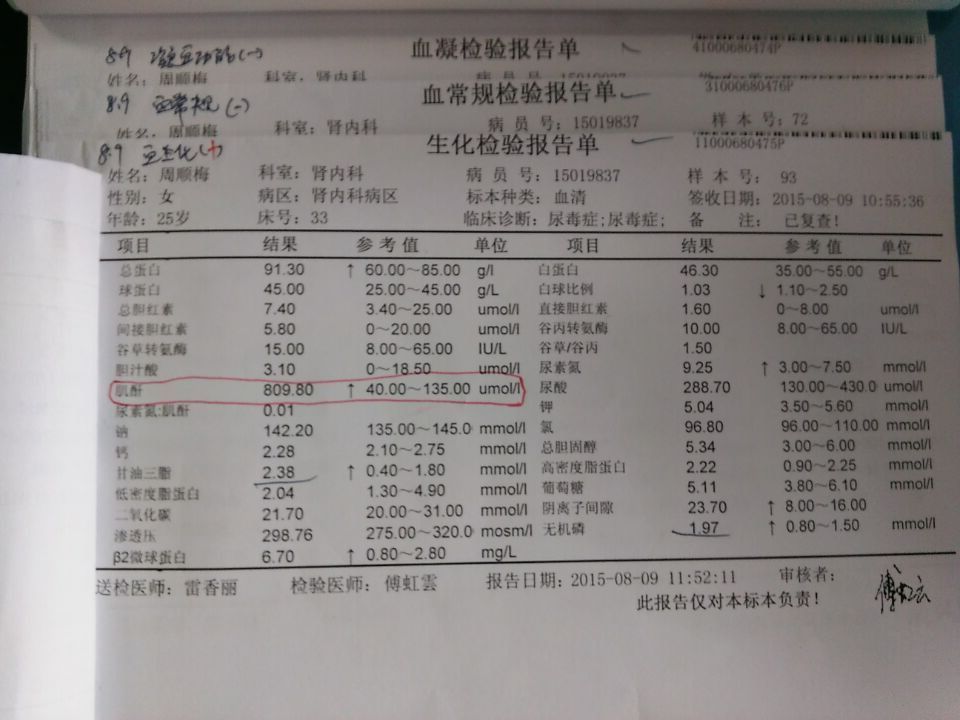 8.9 凝血功能(一) 血凝检验报告单 41000680474P
姓名: 周顺梅 科室: 肾内科 病员号: 15019837
8.9 血常规(一) 血常规检验报告单 31000680476P
姓名: 周顺梅 科室: 肾内科 病员号: 15019837 样本号: 72
8.9 血生化(十) 生化检验报告单 11000680475P
姓名: 周顺梅 科室: 肾内科 病员号: 15019837 样本号: 93
性别: 女 病区: 肾内科病区 标本种类: 血清 签收日期: 2015-08-09 10:55:36
年龄: 25岁 床号: 33 临床诊断: 尿毒症;尿毒症; 备注: 已复查!
项目 结果 参考值 单位 项目 结果 参考值 单位
总蛋白 91.30 ↑ 60.00~85.00 g/l 白蛋白 46.30 35.00~55.00 g/L
球蛋白 45.00 25.00~45.00 g/L 白球比例 1.03 ↓ 1.10~2.50
总胆红素 7.40 3.40~25.00 umol/l 直接胆红素 1.60 0~8.00 umol/l
间接胆红素 5.80 0~20.00 umol/l 谷丙转氨酶 10.00 8.00~65.00 IU/L
谷草转氨酶 15.00 8.00~65.00 IU/L 谷草/谷丙 1.50
胆汁酸 3.10 0~18.50 umol/l 尿素氮 9.25 ↑ 3.00~7.50 mmol/l
肌酐 809.80 ↑ 40.00~135.00 umol/l 尿酸 288.70 130.00~430.0 umol/l
尿素氮:肌酐 0.01 钾 5.04 3.50~5.60 mmol/l
钠 142.20 135.00~145.0 mmol/l 氯 96.80 96.00~110.00 mmol/l
钙 2.28 2.10~2.75 mmol/l 总胆固醇 5.34 3.00~6.00 mmol/l
甘油三脂 2.38 ↑ 0.40~1.80 mmol/l 高密度脂蛋白 2.22 0.90~2.25 mmol/l
低密度脂蛋白 2.04 1.30~4.90 mmol/l 葡萄糖 5.11 3.80~6.10 mmol/l
二氧化碳 21.70 20.00~31.00 mmol/l 阴离子间隙 23.70 ↑ 8.00~16.00
渗透压 298.76 275.00~320.0 mosm/l 无机磷 1.97 ↑ 0.80~1.50 mmol/l
β2微球蛋白 6.70 ↑ 0.80~2.80 mg/L
送检医师: 雷香丽 检验医师: 傅虹雲 报告日期: 2015-08-09 11:52:11 审核者: 傅虹云
此报告仅对本标本负责!